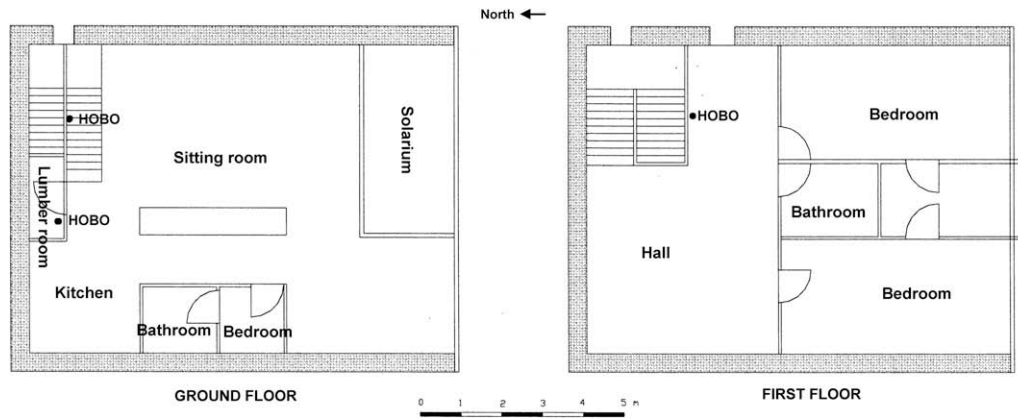 North
HOBO
Sitting room
Solarium
Lumber room
HOBO
Kitchen
Bathroom
Bedroom
GROUND FLOOR
HOBO
Bedroom
Bathroom
Hall
Bedroom
FIRST FLOOR
0 1 2 3 4 5 m